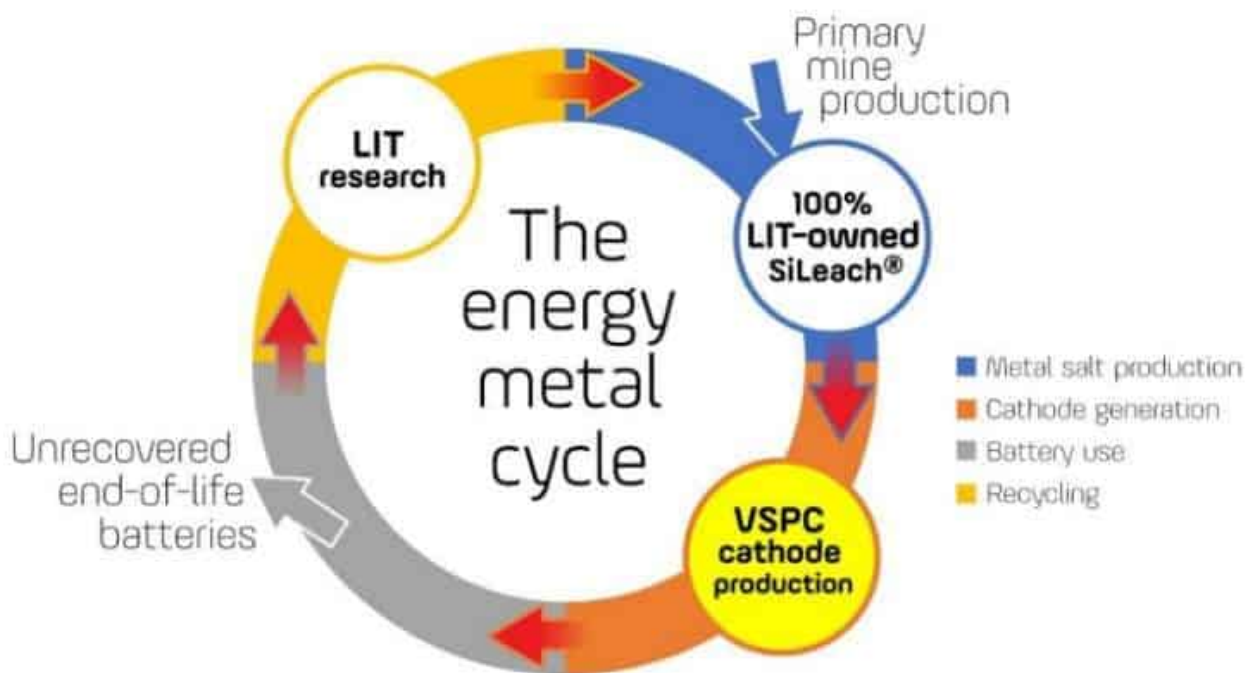 Primary
mine
production
LIT
research
100%
LIT-owned
SiLeach®
The
energy
metal
cycle
Metal salt production
Cathode generation
Battery use
Recycling
Unrecovered
end-of-life
batteries
VSPC
cathode
production